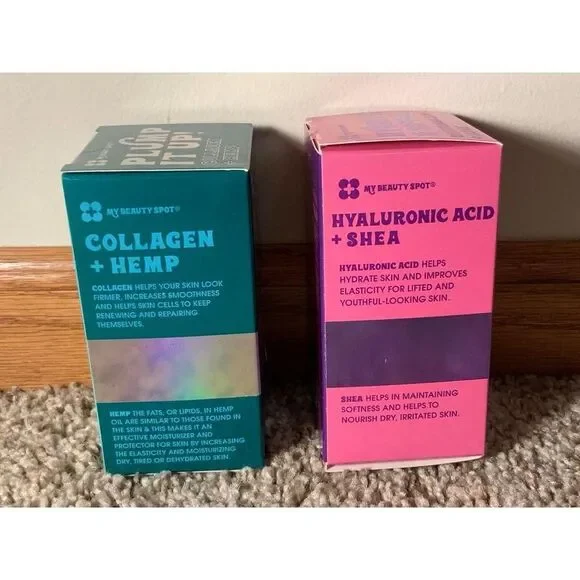 PLUMP
IT UP!
MY BEAUTY SPOT®
COLLAGEN
+ HEMP
COLLAGEN HELPS YOUR SKIN LOOK
FIRMER, INCREASES SMOOTHNESS
AND HELPS SKIN CELLS TO KEEP
RENEWING AND REPAIRING
THEMSELVES.
HEMP THE FATS, OR LIPIDS, IN HEMP
OIL ARE SIMILAR TO THOSE FOUND IN
THE SKIN & THIS MAKES IT AN
EFFECTIVE MOISTURIZER AND
PROTECTOR FOR SKIN BY INCREASING
THE ELASTICITY AND MOISTURIZING
DRY, TIRED OR DEHYDRATED SKIN.
MY BEAUTY SPOT®
HYALURONIC ACID
+ SHEA
HYALURONIC ACID HELPS
HYDRATE SKIN AND IMPROVES
ELASTICITY FOR LIFTED AND
YOUTHFUL-LOOKING SKIN.
SHEA HELPS IN MAINTAINING
SOFTNESS AND HELPS TO
NOURISH DRY, IRRITATED SKIN.